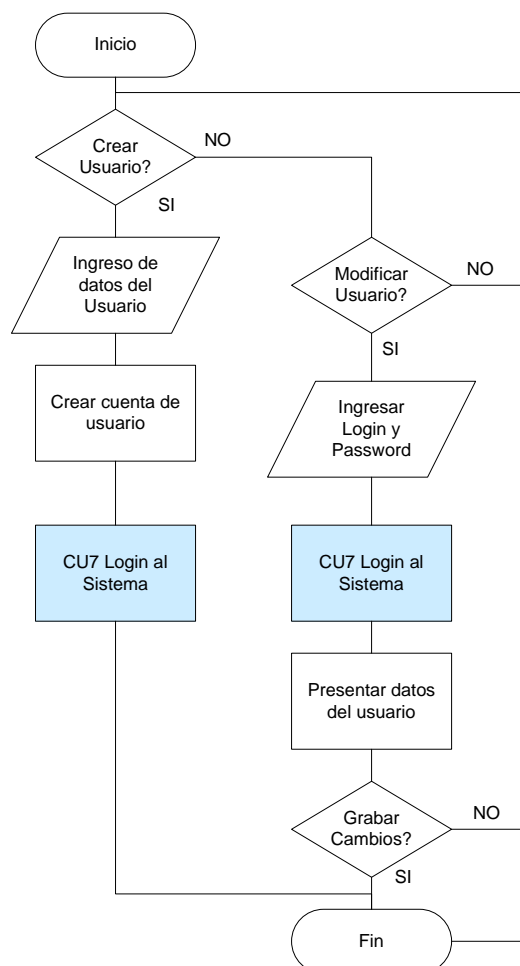 Inicio
Crear
Usuario?
NO
SI
Ingreso de
datos del
Usuario
Crear cuenta de
usuario
CU7 Login al
Sistema
Modificar
Usuario?
NO
SI
Ingresar
Login y
Password
CU7 Login al
Sistema
Presentar datos
del usuario
Grabar
Cambios?
NO
SI
Fin